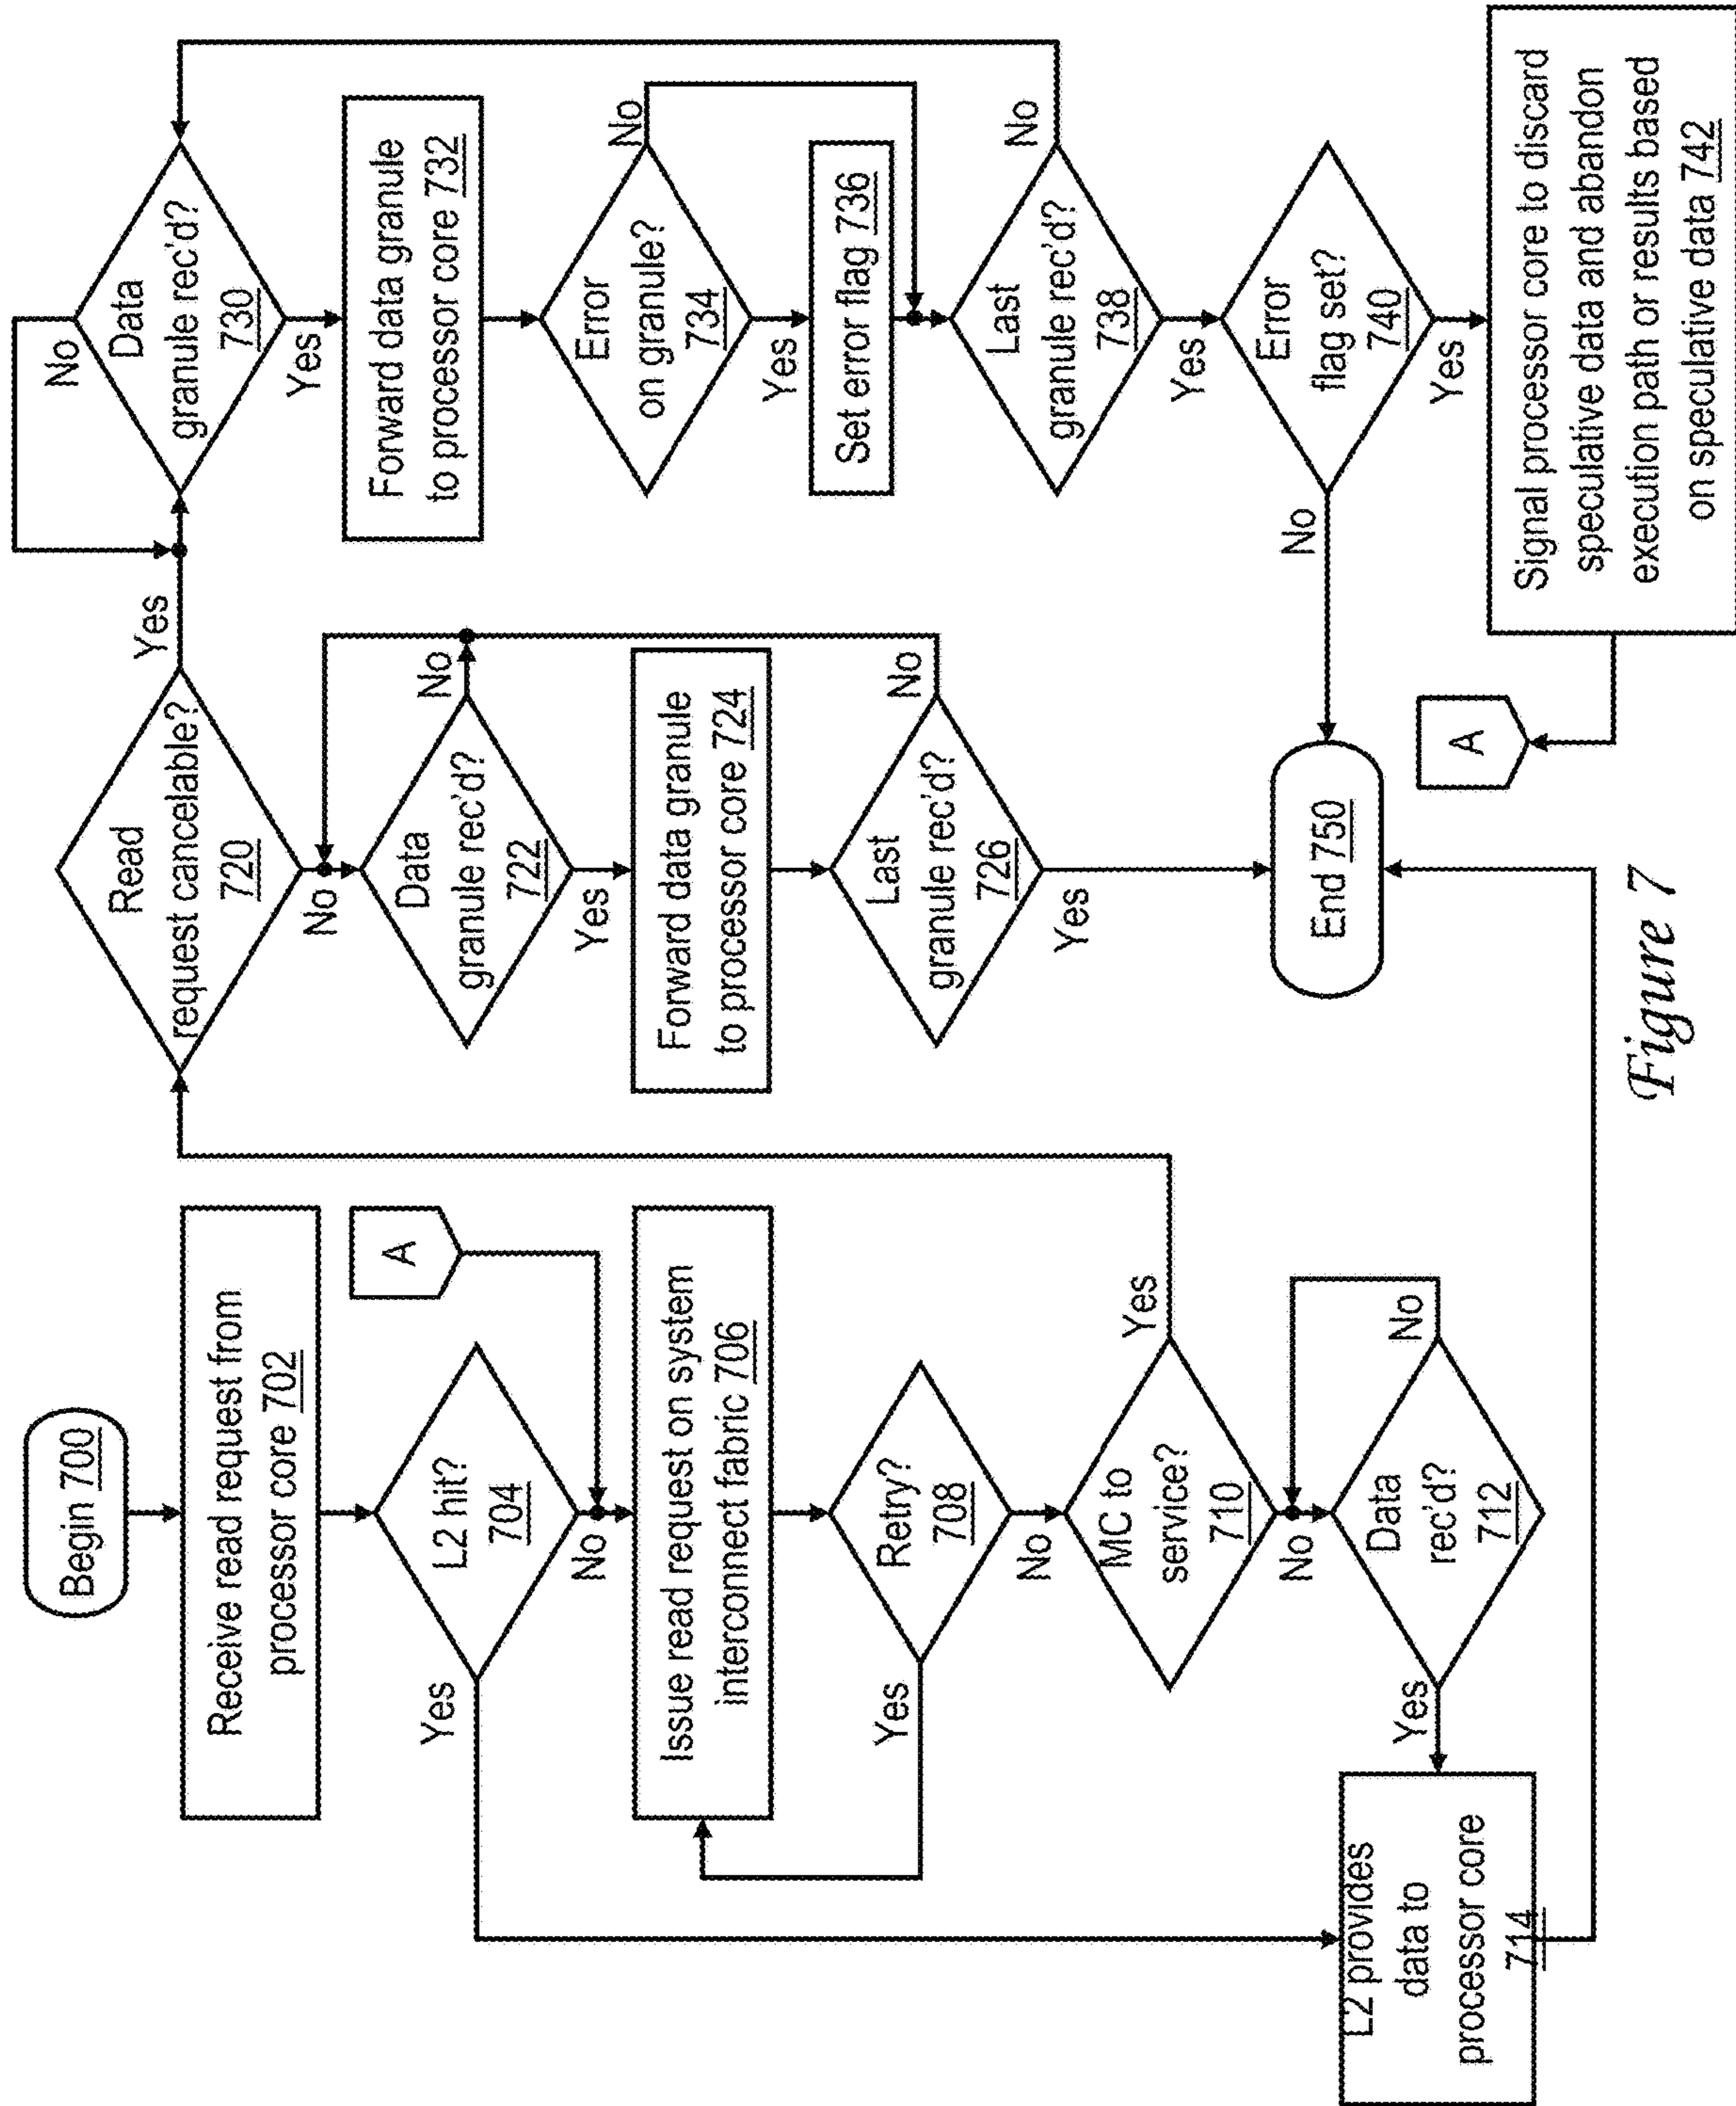 Begin 700
Receive read request from
processor core 702
L2 hit?
704
Yes
No
A
Issue read request on system
interconnect fabric 706
Retry?
708
Yes
No
MC to
service?
710
Yes
No
Data
rec'd?
712
No
Yes
L2 provides
data to
processor core
714
Read
request cancelable?
720
Yes
No
Data
granule rec'd?
722
No
Yes
Forward data granule
to processor core 724
Last
granule rec'd?
726
No
Yes
No
Data
granule rec'd?
730
Yes
Forward data granule
to processor core 732
Error
on granule?
734
No
Yes
Set error flag 736
Last
granule rec'd?
738
No
Yes
Error
flag set?
740
No
Yes
End 750
A
Signal processor core to discard
speculative data and abandon
execution path or results based
on speculative data 742
Figure 7